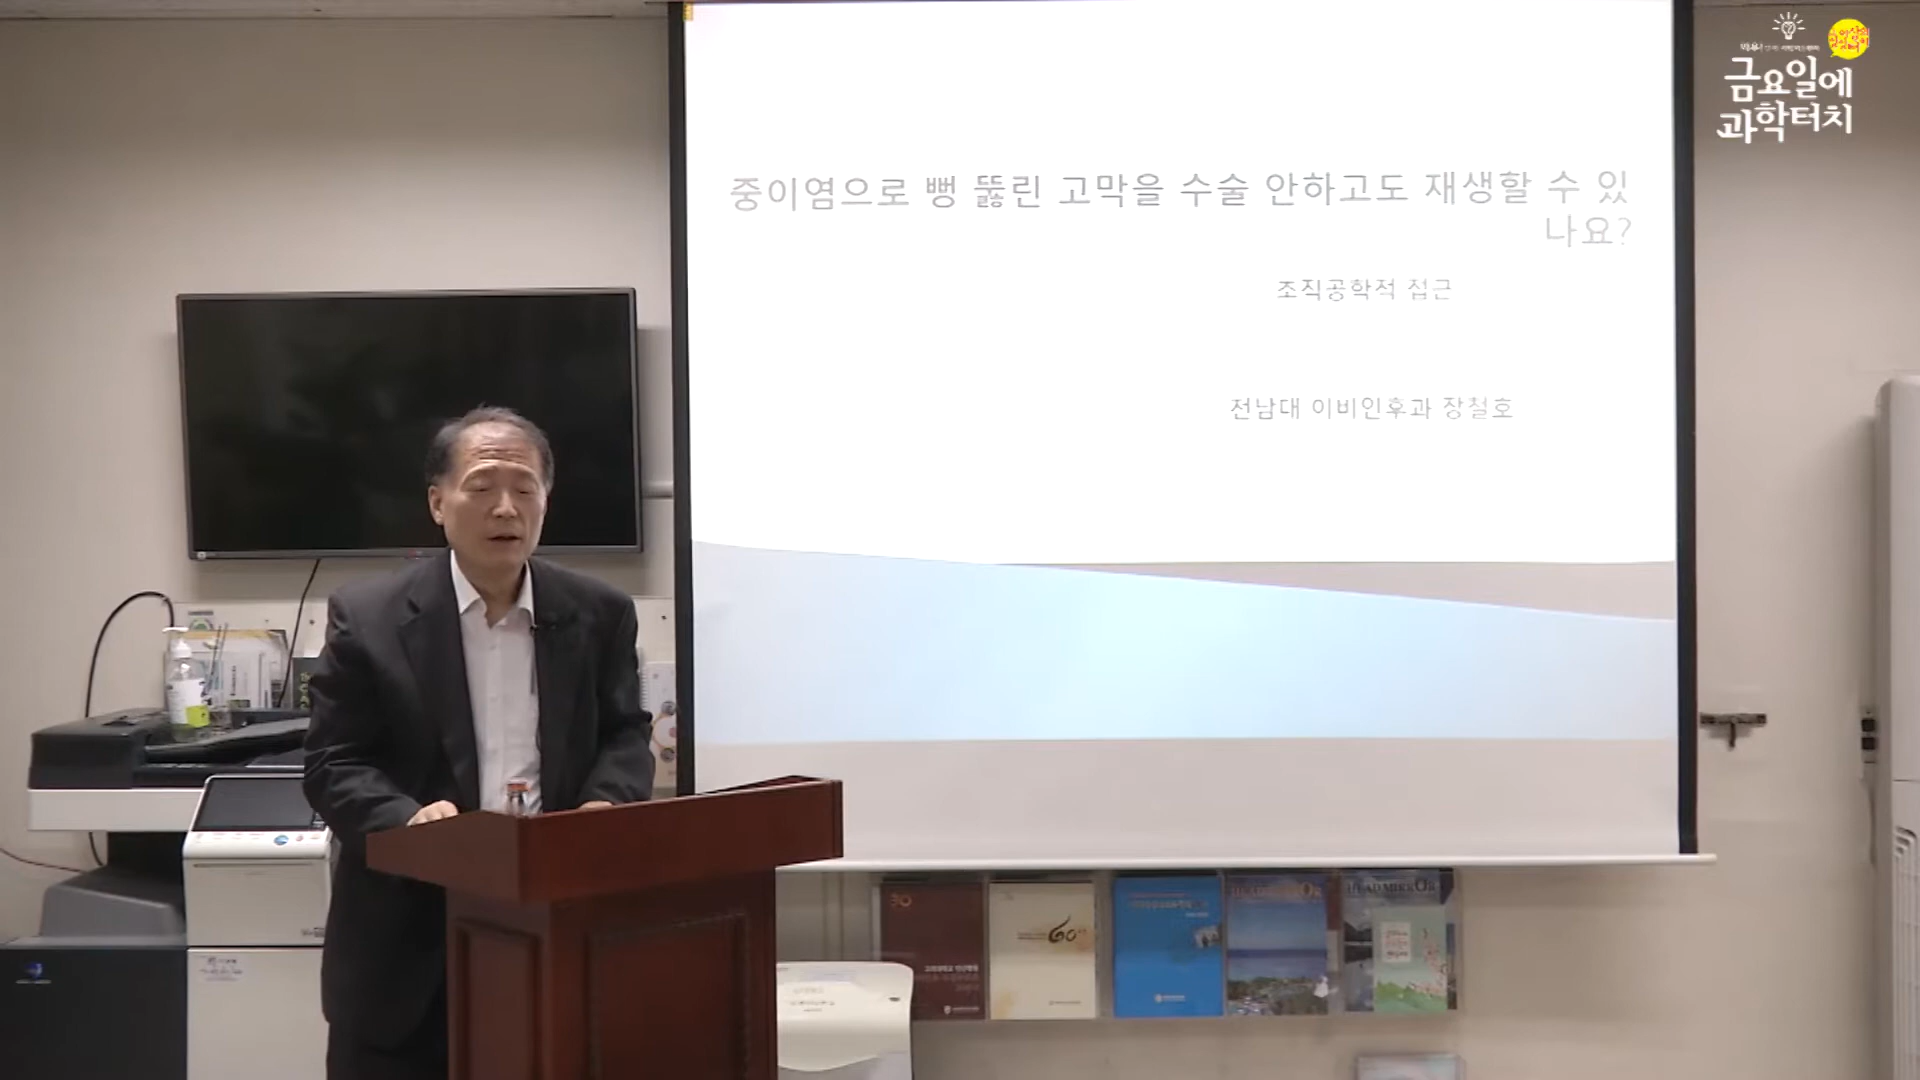 금요일에
과학터치
중이염으로 뻥 뚫린 고막을 수술 안하고도 재생할 수 있
나요?
조직공학적 접근
전남대 이비인후과 장철호
HEADMIRROR
HEADMIRROR